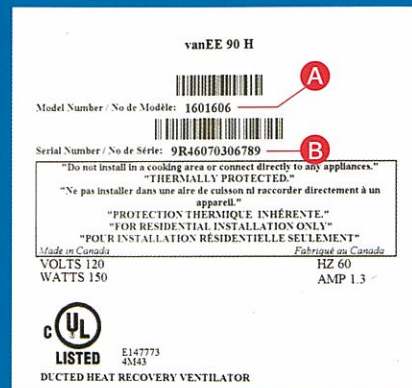 vanEE 90 H
A
Model Number / No de Modèle: 1601606
Serial Number / No de Série: 9R46070306789
B
"Do not install in a cooking area or connect directly to any appliances."
"THERMALLY PROTECTED."
"Ne pas installer dans une aire de cuisson ni raccorder directement à un
appareil."
"PROTECTION THERMIQUE INHÉRENTE."
"FOR RESIDENTIAL INSTALLATION ONLY"
"POUR INSTALLATION RÉSIDENTIELLE SEULEMENT"
Made in Canada Fabriqué au Canada
VOLTS 120 HZ 60
WATTS 150 AMP 1.3
C UL
LISTED E147773
4M43
DUCTED HEAT RECOVERY VENTILATOR